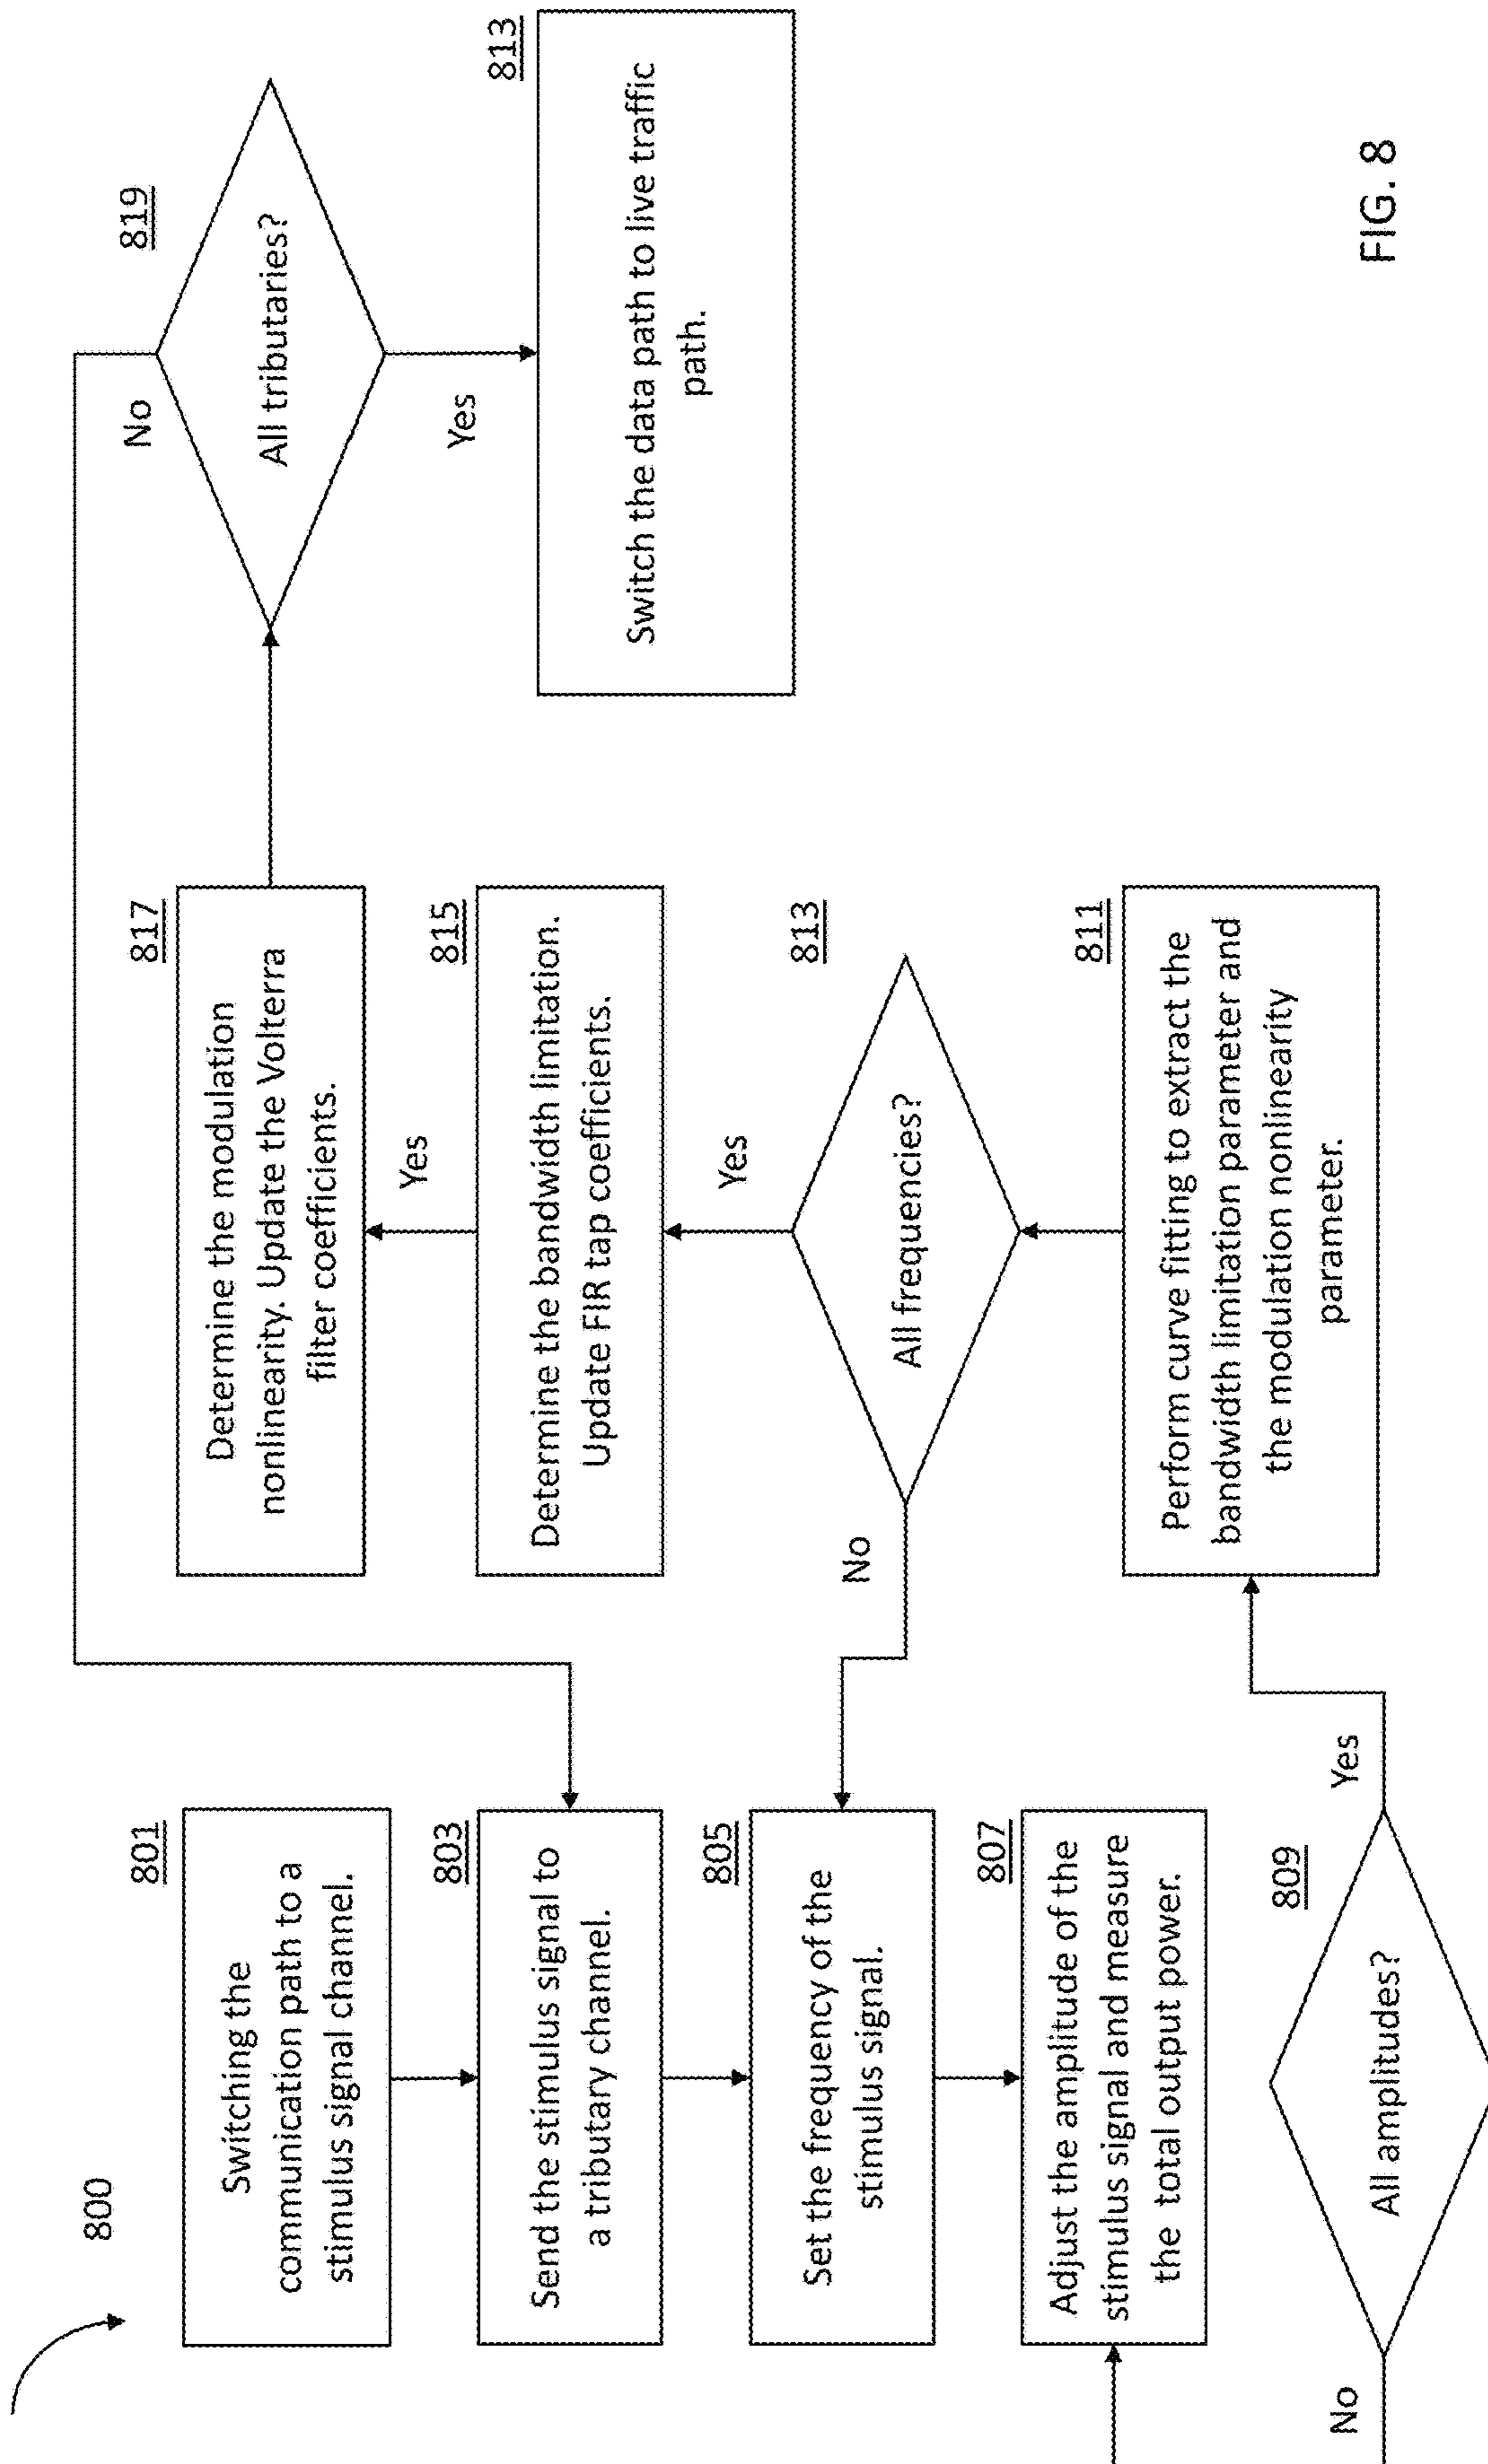 800
801
Switching the
communication path to a
stimulus signal channel.
803
Send the stimulus signal to
a tributary channel.
805
Set the frequency of the
stimulus signal.
807
Adjust the amplitude of the
stimulus signal and measure
the total output power.
809
All amplitudes?
No
Yes
811
Perform curve fitting to extract the
bandwidth limitation parameter and
the modulation nonlinearity
parameter.
813
All frequencies?
No
Yes
815
Determine the bandwidth limitation.
Update FIR tap coefficients.
Yes
817
Determine the modulation
nonlinearity. Update the Volterra
filter coefficients.
819
All tributaries?
No
Yes
813
Switch the data path to live traffic
path.
FIG. 8